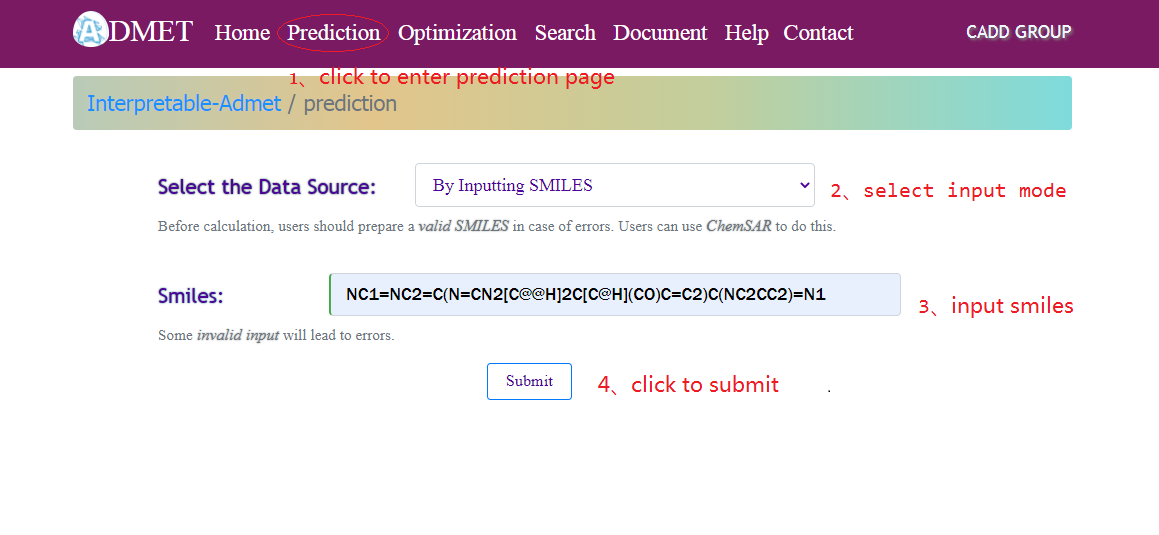 ADMET Home Prediction Optimization Search Document Help Contact CADD GROUP
1、click to enter prediction page
Interpretable-Admet / prediction
Select the Data Source: By Inputting SMILES 2、select input mode
Before calculation, users should prepare a valid SMILES in case of errors. Users can use ChemSAR to do this.
Smiles: NC1=NC2=C(N=CN2[C@@H]2C[C@H](CO)C=C2)C(NC2CC2)=N1 3、input smiles
Some invalid input will lead to errors.
Submit 4、click to submit .